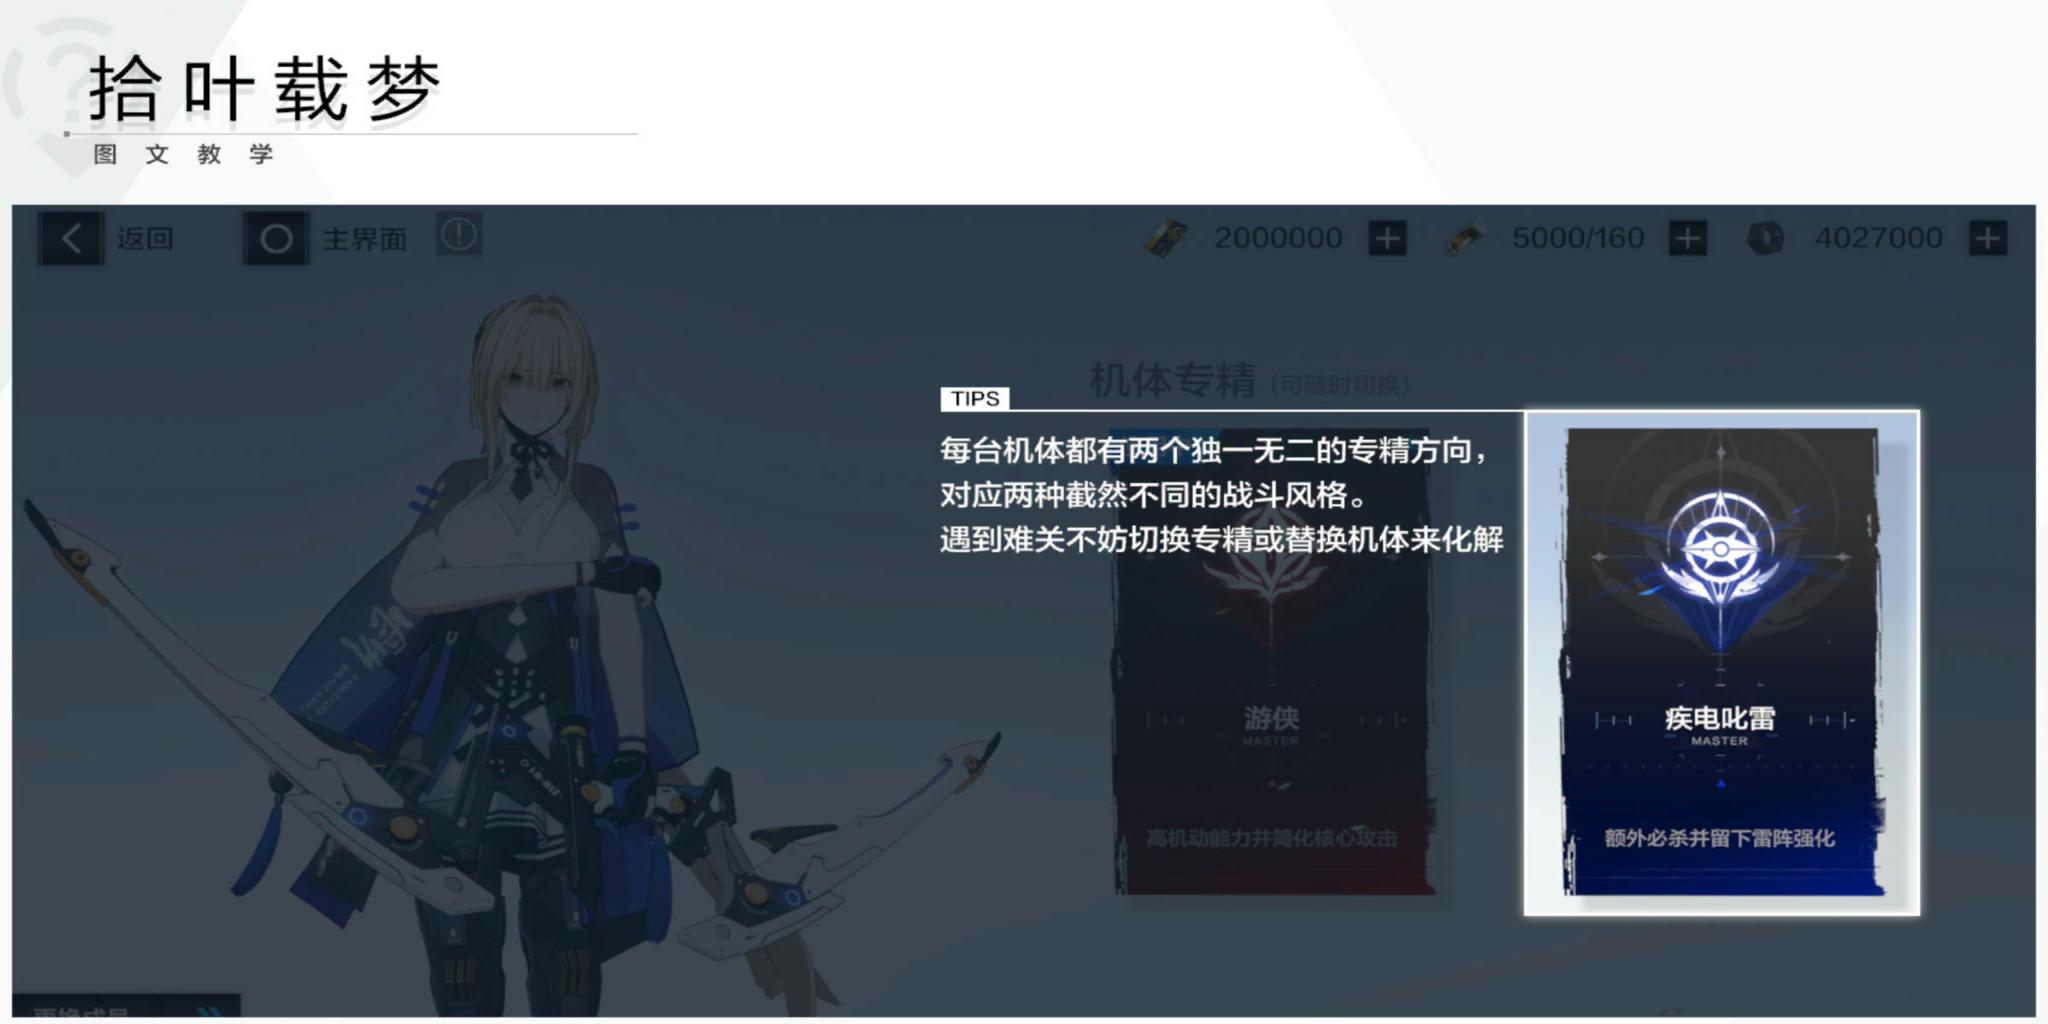 拾叶载梦
图文教学
返回
主界面
2000000
5000/160
4027000
机体专精 (可随时切换)
TIPS
每台机体都有两个独一无二的专精方向，
对应两种截然不同的战斗风格。
遇到难关不妨切换专精或替换机体来化解
游侠
MASTER
高机动能力并简化核心攻击
疾电叱雷
MASTER
额外必杀并留下雷阵强化